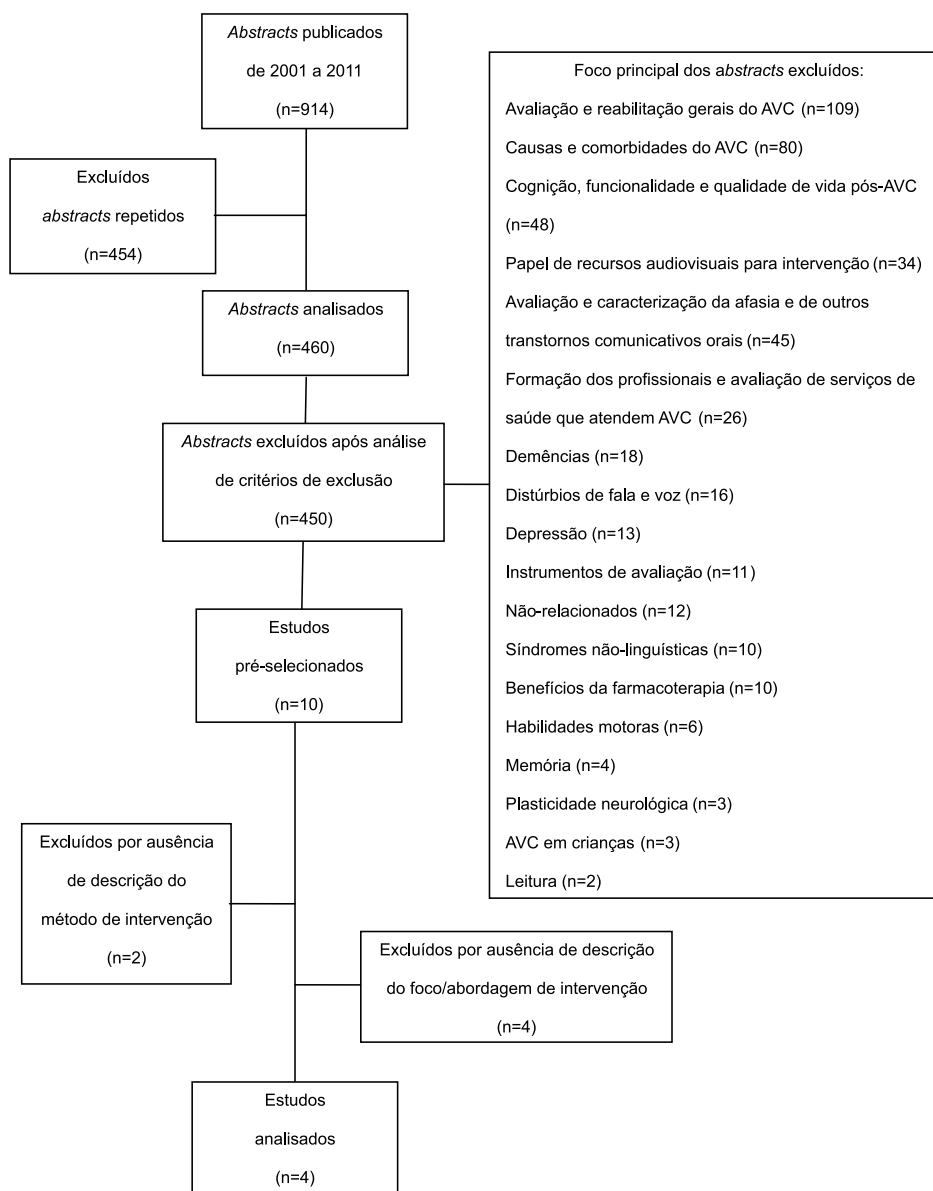 Abstracts publicados
de 2001 a 2011
(n=914)
Excluídos
abstracts repetidos
(n=454)
Abstracts analisados
(n=460)
Abstracts excluídos após análise
de critérios de exclusão
(n=450)
Foco principal dos abstracts excluídos:
Avaliação e reabilitação gerais do AVC (n=109)
Causas e comorbidades do AVC (n=80)
Cognição, funcionalidade e qualidade de vida pós-AVC
(n=48)
Papel de recursos audiovisuais para intervenção (n=34)
Avaliação e caracterização da afasia e de outros
transtornos comunicativos orais (n=45)
Formação dos profissionais e avaliação de serviços de
saúde que atendem AVC (n=26)
Demências (n=18)
Distúrbios de fala e voz (n=16)
Depressão (n=13)
Instrumentos de avaliação (n=11)
Não-relacionados (n=12)
Síndromes não-linguísticas (n=10)
Benefícios da farmacoterapia (n=10)
Habilidades motoras (n=6)
Memória (n=4)
Plasticidade neurológica (n=3)
AVC em crianças (n=3)
Leitura (n=2)
Estudos
pré-selecionados
(n=10)
Excluídos por ausência
de descrição do
método de intervenção
(n=2)
Excluídos por ausência de descrição
do foco/abordagem de intervenção
(n=4)
Estudos
analisados
(n=4)